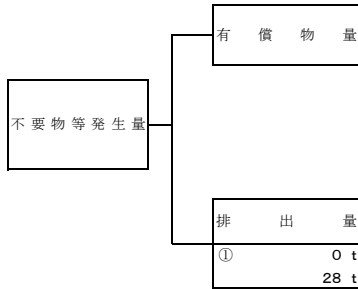 有償物量
不要物等発生量
排出量
① 0 t
28 t